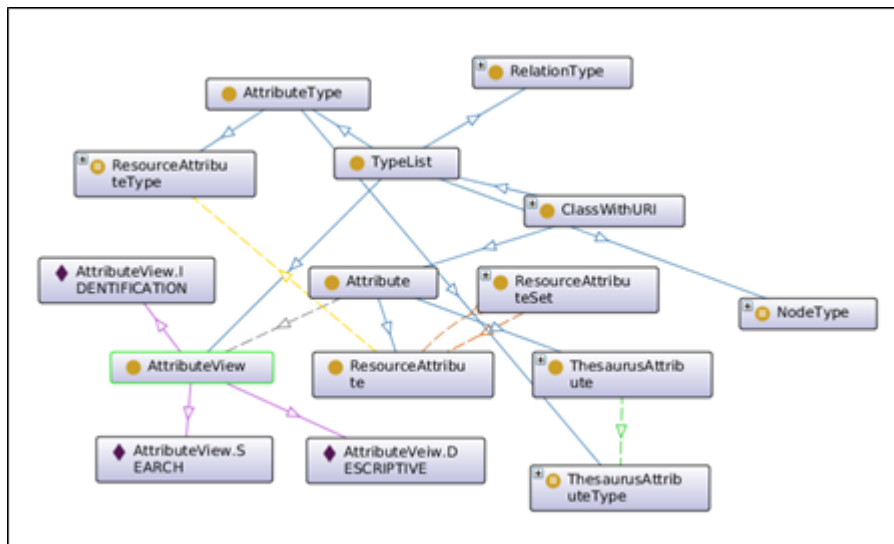 RelationType
AttributeType
ResourceAttribu
teType
TypeList
ClassWithURI
AttributeView.I
DENTIFICATION
Attribute
ResourceAttribu
teSet
NodeType
AttributeView
ResourceAttribu
te
ThesaurusAttrib
ute
AttributeView.S
EARCH
AttributeVeiw.D
ESCRIPTIVE
ThesaurusAttrib
uteType